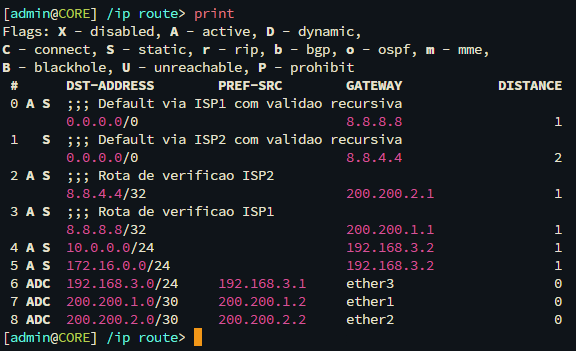 [admin@CORE] /ip route> print
Flags: X - disabled, A - active, D - dynamic,
C - connect, S - static, r - rip, b - bgp, o - ospf, m - mme,
B - blackhole, U - unreachable, P - prohibit
#      DST-ADDRESS        PREF-SRC        GATEWAY            DISTANCE
0 A S  ;;; Default via ISP1 com validao recursiva
0.0.0.0/0                          8.8.8.8                   1
1   S  ;;; Default via ISP2 com validao recursiva
0.0.0.0/0                          8.8.4.4                   2
2 A S  ;;; Rota de verificao ISP2
8.8.4.4/32                         200.200.2.1               1
3 A S  ;;; Rota de verificao ISP1
8.8.8.8/32                         200.200.1.1               1
4 A S  10.0.0.0/24                        192.168.3.2               1
5 A S  172.16.0.0/24                      192.168.3.2               1
6 ADC  192.168.3.0/24     192.168.3.1     ether3                    0
7 ADC  200.200.1.0/30     200.200.1.2     ether1                    0
8 ADC  200.200.2.0/30     200.200.2.2     ether2                    0
[admin@CORE] /ip route>